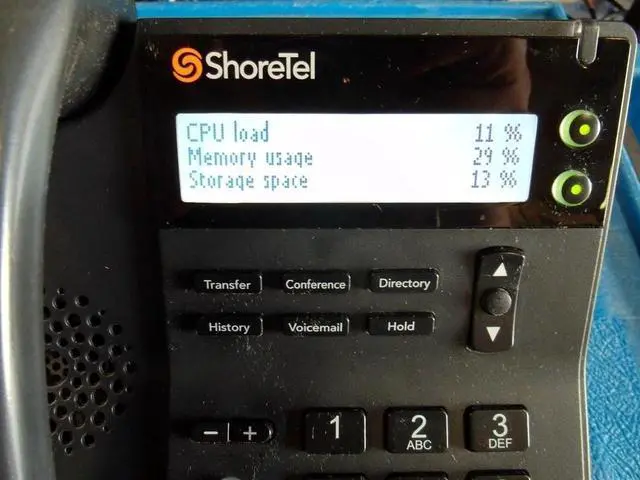 ShoreTel
CPU load 11 %
Memory usage 29 %
Storage space 13 %
Transfer Conference Directory
History Voicemail Hold
− + 1 2 3
ABC DEF